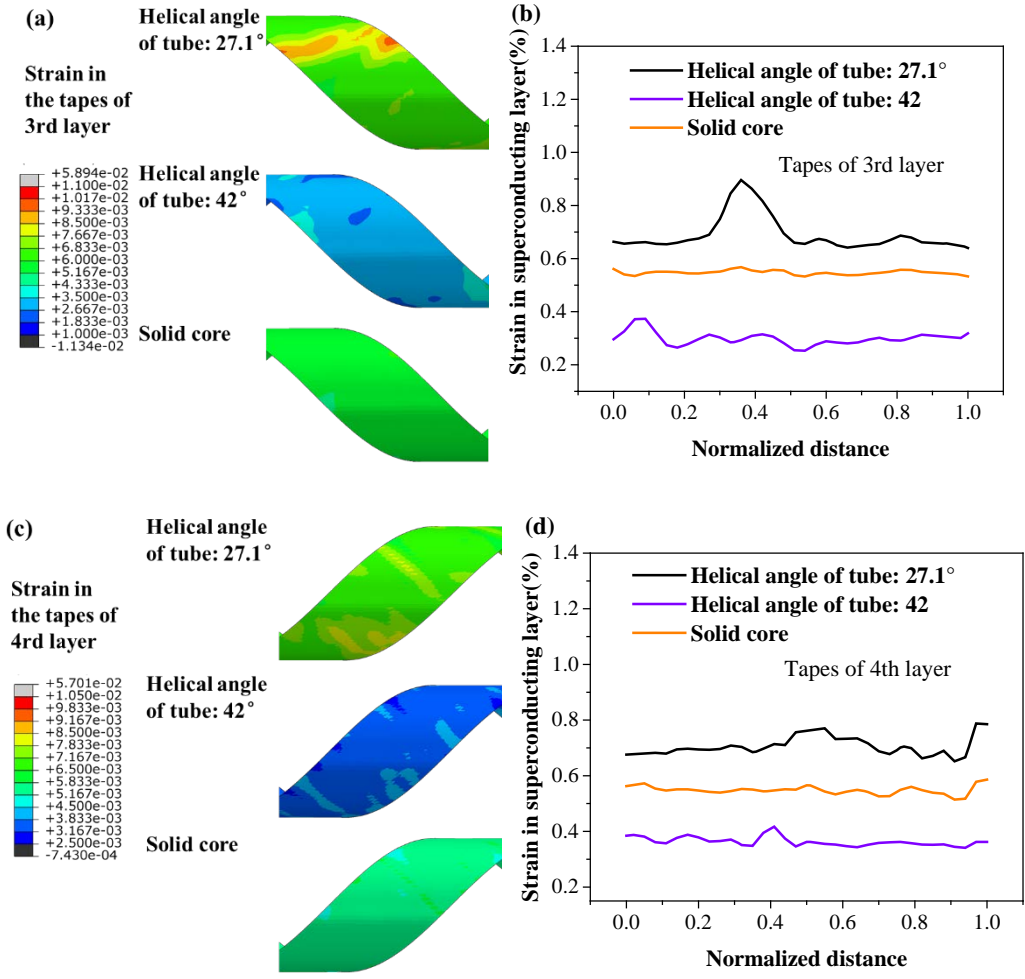 (a)
Helical angle
of tube: 27.1°
Strain in
the tapes of
3rd layer
+5.894e-02
+1.100e-02
+1.017e-02
+9.333e-03
+8.500e-03
+7.667e-03
+6.833e-03
+6.000e-03
+5.167e-03
+4.333e-03
+3.500e-03
+2.667e-03
+1.833e-03
+1.000e-03
-1.134e-02
Helical angle
of tube: 42°
Solid core
(b)
Strain in superconducting layer(%)
1.4
1.2
1.0
0.8
0.6
0.4
0.2
Helical angle of tube: 27.1°
Helical angle of tube: 42
Solid core
Tapes of 3rd layer
0.0 0.2 0.4 0.6 0.8 1.0
Normalized distance
(c)
Helical angle
of tube: 27.1°
Strain in
the tapes of
4rd layer
+5.701e-02
+1.050e-02
+9.833e-03
+9.167e-03
+8.500e-03
+7.833e-03
+7.167e-03
+6.500e-03
+5.833e-03
+5.167e-03
+4.500e-03
+3.833e-03
+3.167e-03
+2.500e-03
-7.430e-04
Helical angle
of tube: 42°
Solid core
(d)
Strain in superconducting layer(%)
1.4
1.2
1.0
0.8
0.6
0.4
0.2
Helical angle of tube: 27.1°
Helical angle of tube: 42
Solid core
Tapes of 4th layer
0.0 0.2 0.4 0.6 0.8 1.0
Normalized distance